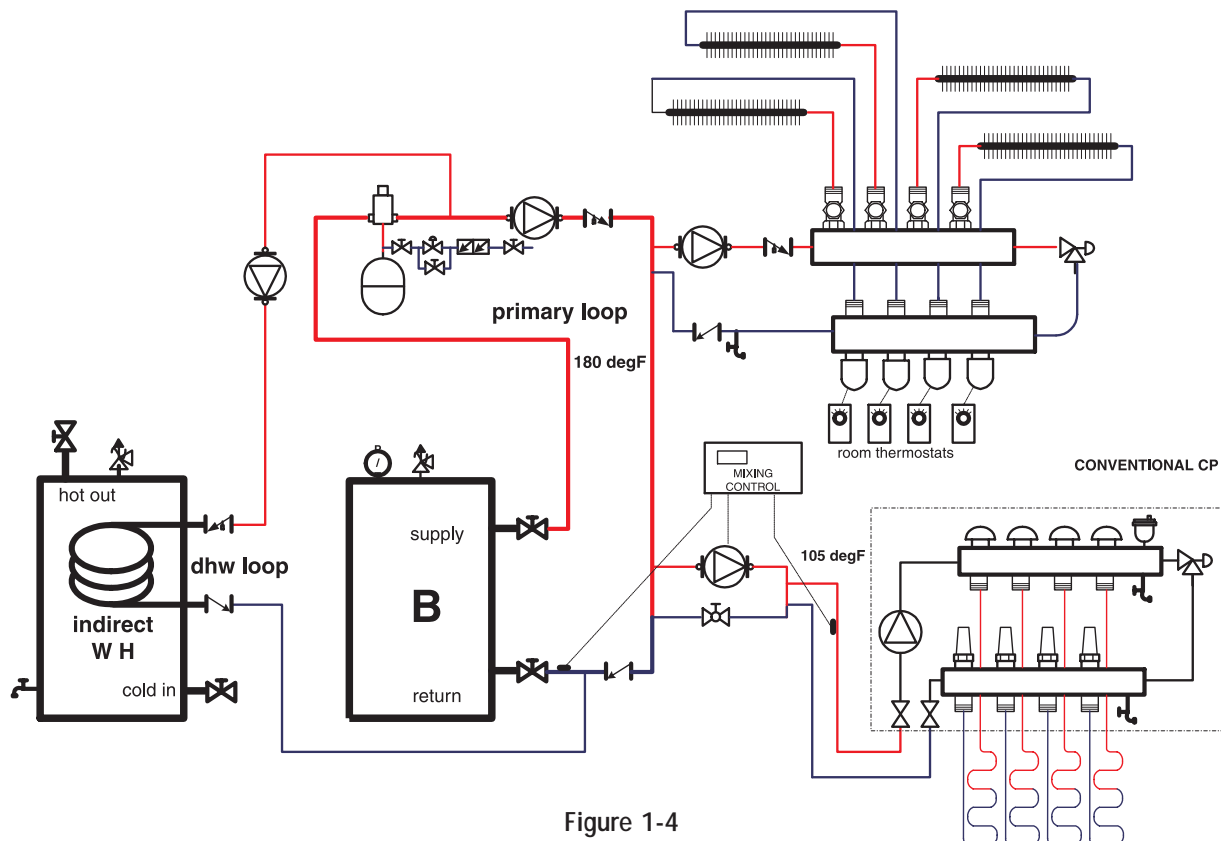 primary loop
180 degF
room thermostats
MIXING
CONTROL
CONVENTIONAL CP
105 degF
hot out
dhw loop
indirect
W H
cold in
supply
B
return
Figure 1-4